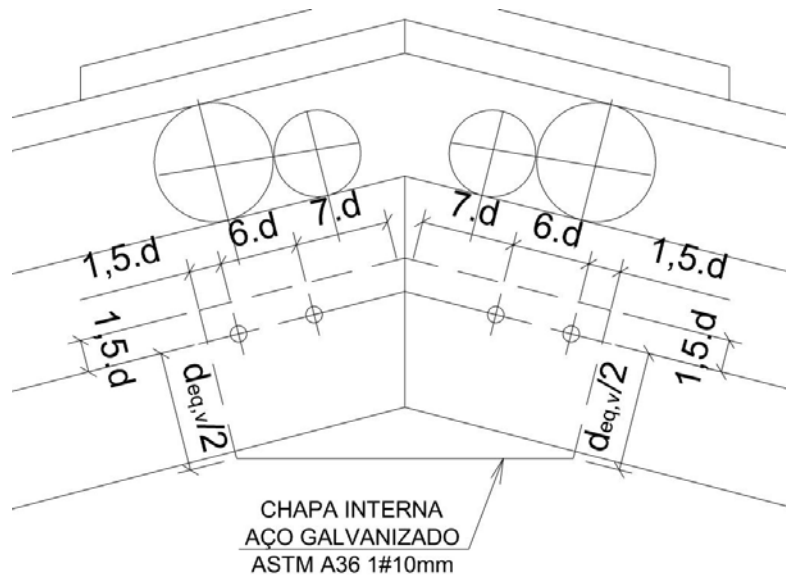 7.d
7.d
6.d
6.d
1,5.d
1,5.d
1,5.d
1,5.d
deq,v/2
deq,v/2
CHAPA INTERNA
AÇO GALVANIZADO
ASTM A36 1#10mm